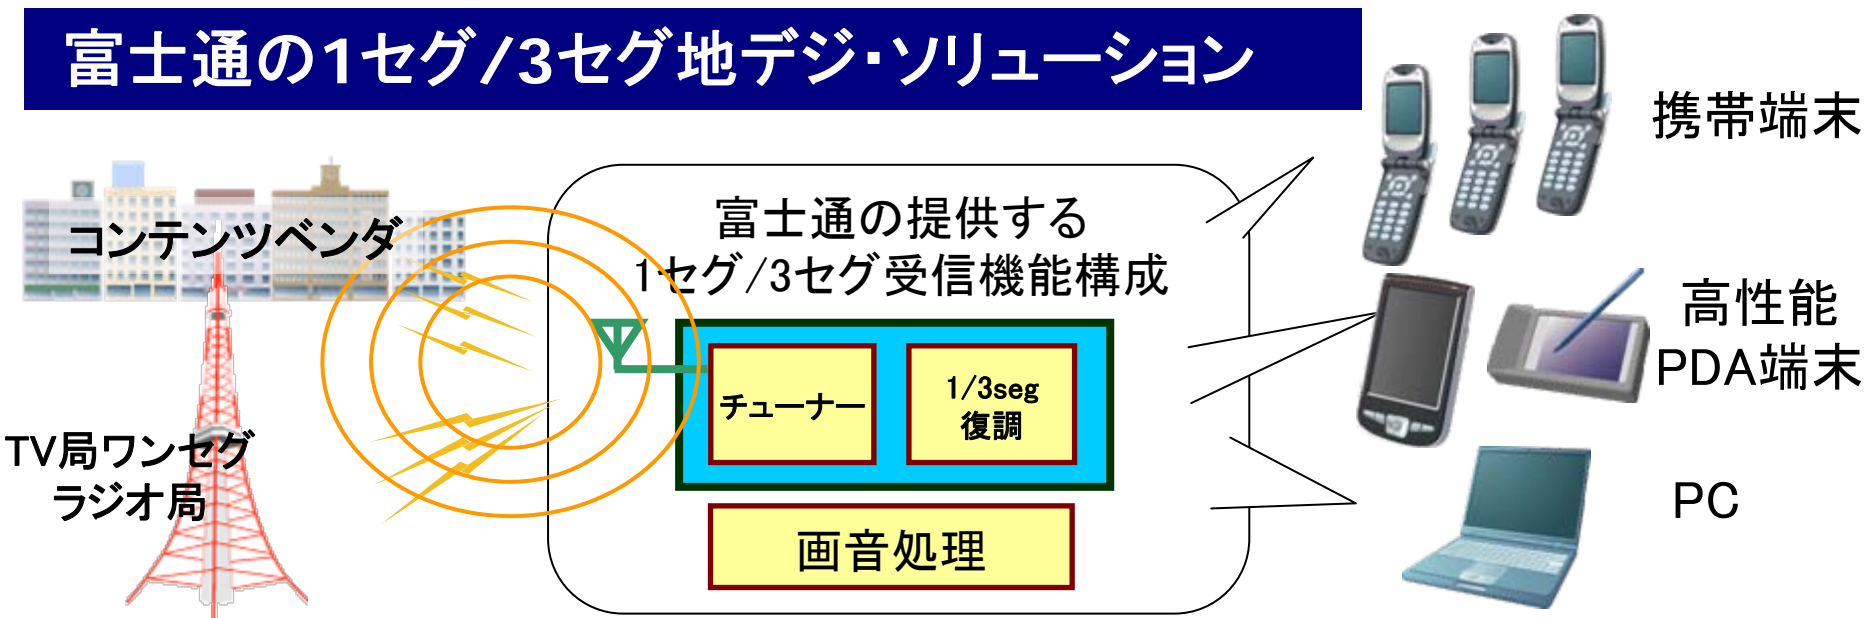 富士通の1セグ/3セグ地デジ・ソリューション
コンテンツベンダ
TV局ワンセグ
ラジオ局
富士通の提供する
1セグ/3セグ受信機能構成
チューナー
1/3seg
復調
画音処理
携帯端末
高性能
PDA端末
PC